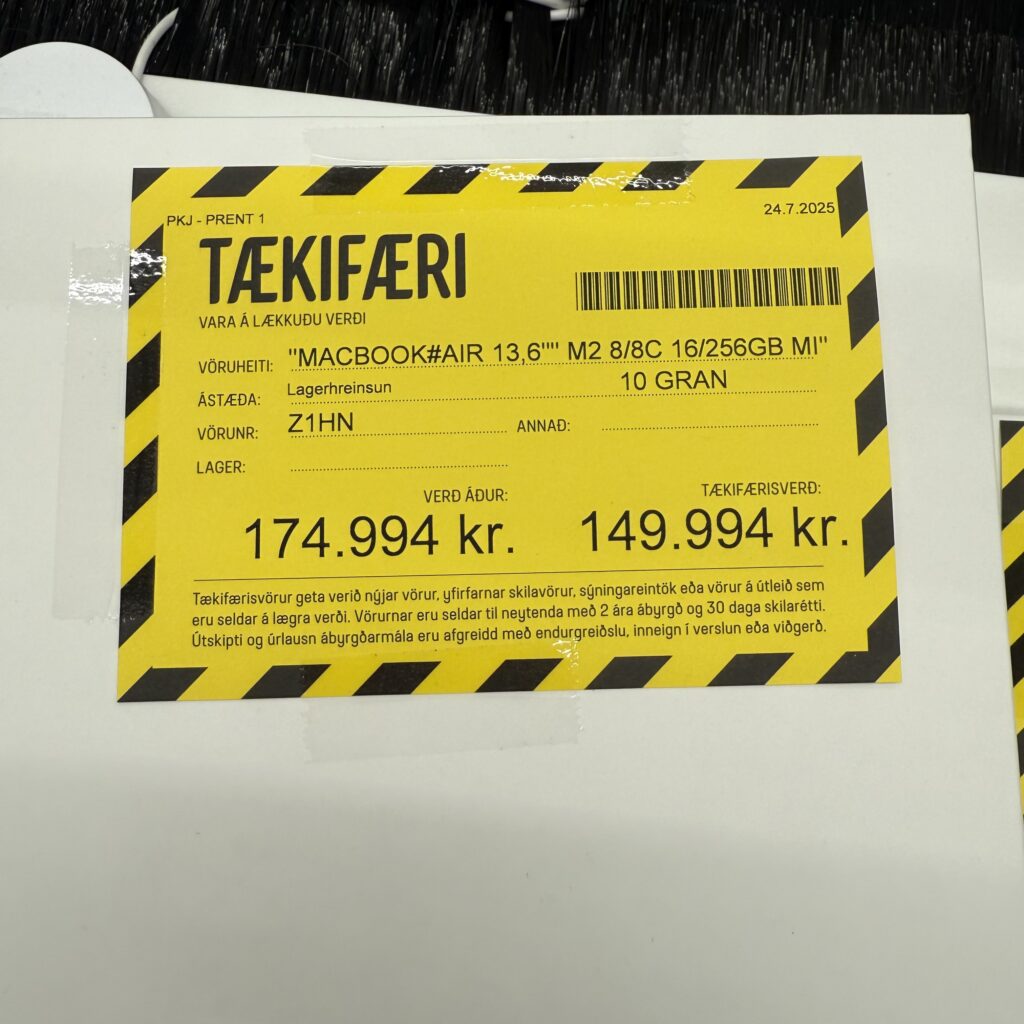 PKJ - PRENT 1
24.7.2025
TÆKIFÆRI
VARA Á LÆKKUÐU VERÐI
VÖRUHEITI: "MACBOOK#AIR 13,6"""" M2 8/8C 16/256GB MI"
ÁSTÆÐA: Lagerhreinsun 10 GRAN
VÖRUNR: Z1HN ANNAÐ:
LAGER:
VERÐ ÁÐUR: TÆKIFÆRISVERÐ:
174.994 kr. 149.994 kr.
Tækifærisvörur geta verið nýjar vörur, yfirfarnar skilavörur, sýningareintök eða vörur á útleið sem
eru seldar á lægra verði. Vörurnar eru seldar til neytenda með 2 ára ábyrgð og 30 daga skilarétti.
Útskipti og úrlausn ábyrgðarmála eru afgreidd með endurgreiðslu, inneign í verslun eða viðgerð.